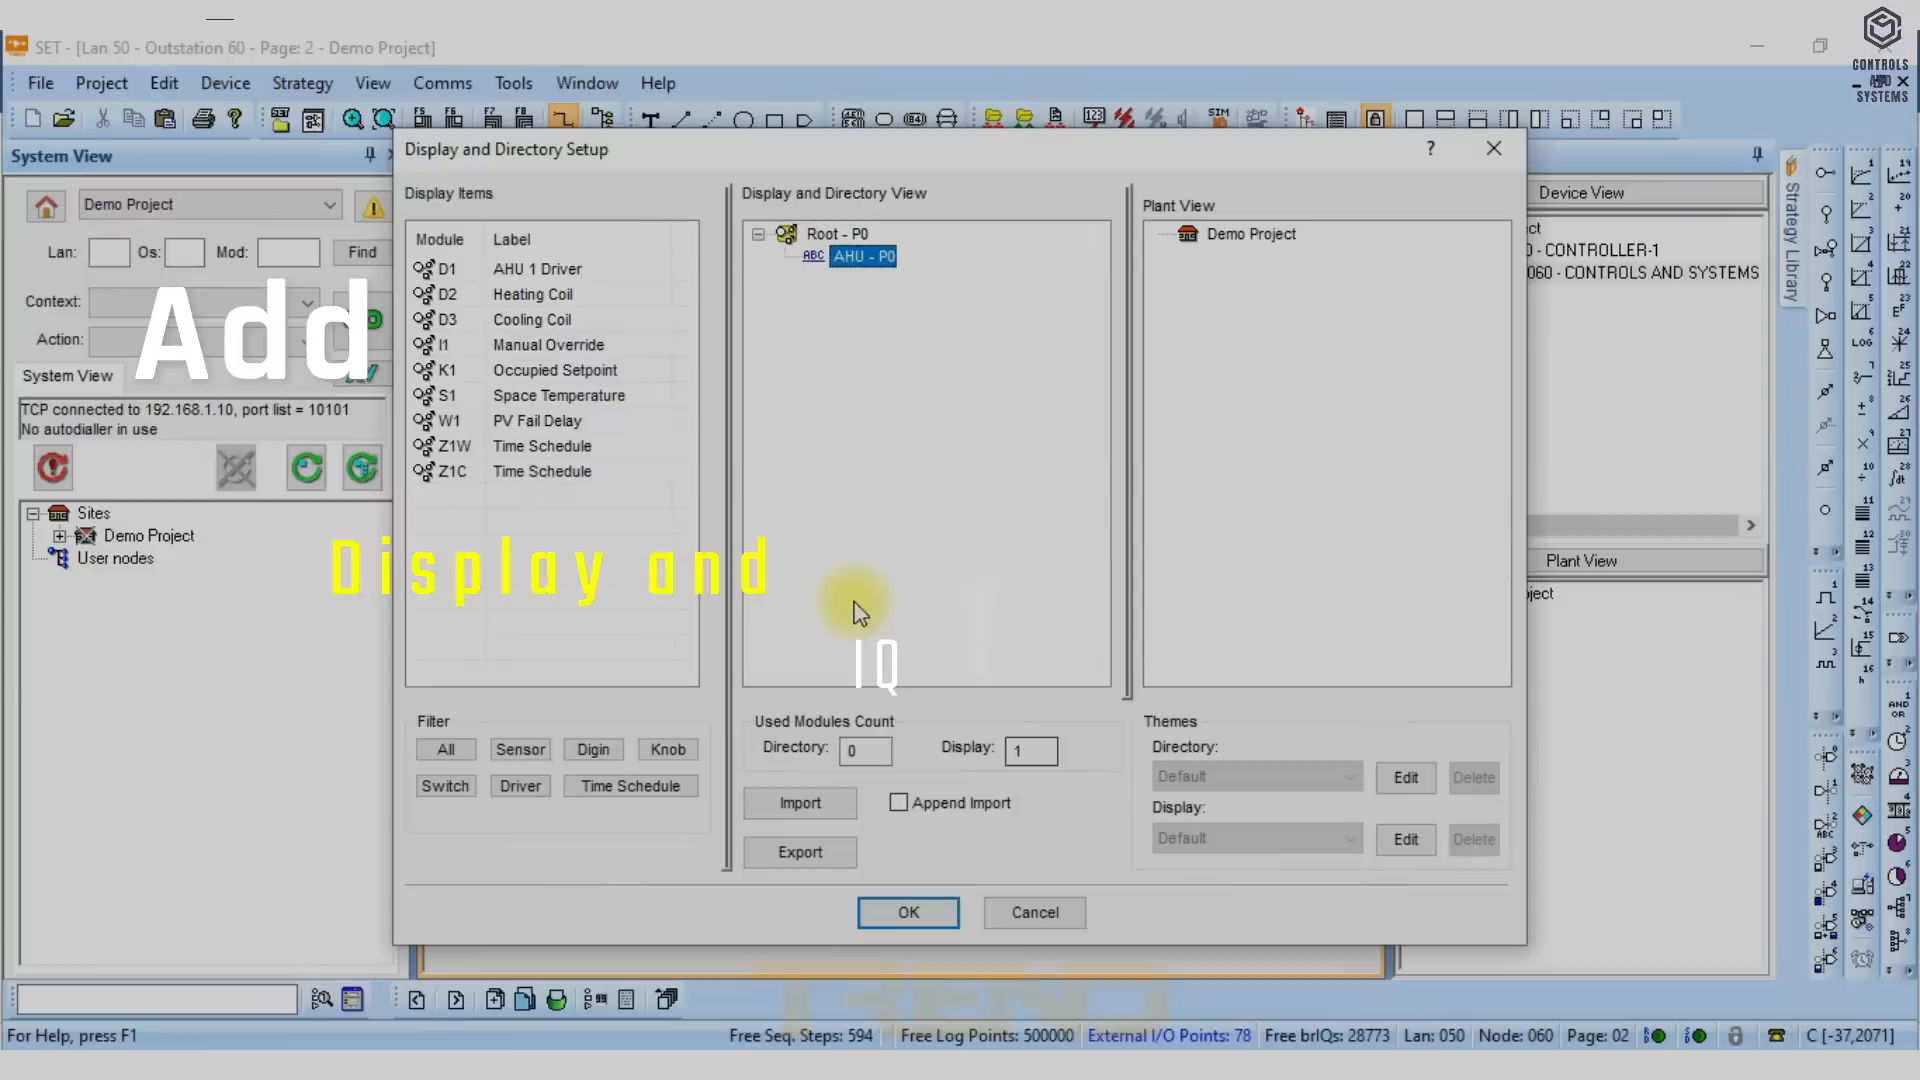 SET - [Lan 50 - Outstation 60 - Page: 2 - Demo Project]
CONTROLS
AND
SYSTEMS
File Project Edit Device Strategy View Comms Tools Window Help
System View
Display and Directory Setup
Demo Project
Lan: Os: Mod: Find
Context:
Action:
System View
TCP connected to 192.168.1.10, port list = 10101
No autodialler in use
Sites
Demo Project
User nodes
Add
Display and
IQ
Display Items
Module Label
D1 AHU 1 Driver
D2 Heating Coil
D3 Cooling Coil
I1 Manual Override
K1 Occupied Setpoint
S1 Space Temperature
W1 PV Fail Delay
Z1W Time Schedule
Z1C Time Schedule
Filter
All Sensor Digin Knob
Switch Driver Time Schedule
Display and Directory View
Root - P0
ABC AHU - P0
Used Modules Count
Directory: 0 Display: 1
Import Append Import
Export
Plant View
Demo Project
Themes
Directory:
Default Edit Delete
Display:
Default Edit Delete
OK Cancel
Device View
ct
0 - CONTROLLER-1
060 - CONTROLS AND SYSTEMS
Plant View
oject
Strategy Library
TREND
For Help, press F1
Free Seq. Steps: 594 Free Log Points: 500000 External I/O Points: 78 Free brIQs: 28773 Lan: 050 Node: 060 Page: 02 C [-37,2071]